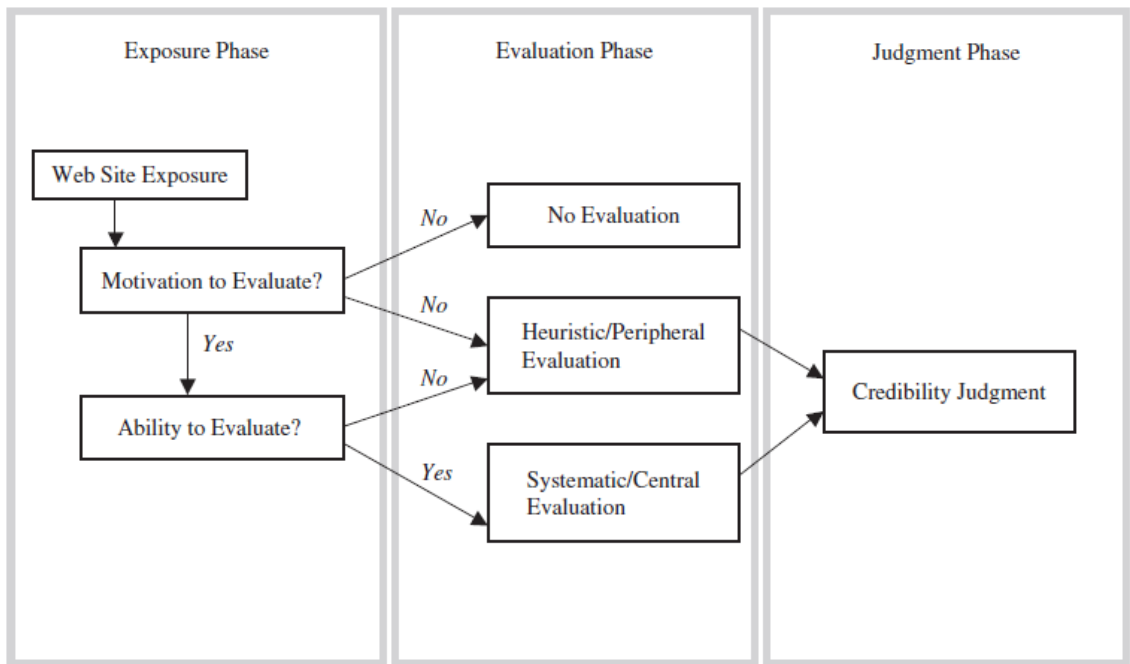 Exposure Phase
Evaluation Phase
Judgment Phase
Web Site Exposure
Motivation to Evaluate?
Yes
Ability to Evaluate?
No
No
No
Yes
No Evaluation
Heuristic/Peripheral
Evaluation
Systematic/Central
Evaluation
Credibility Judgment